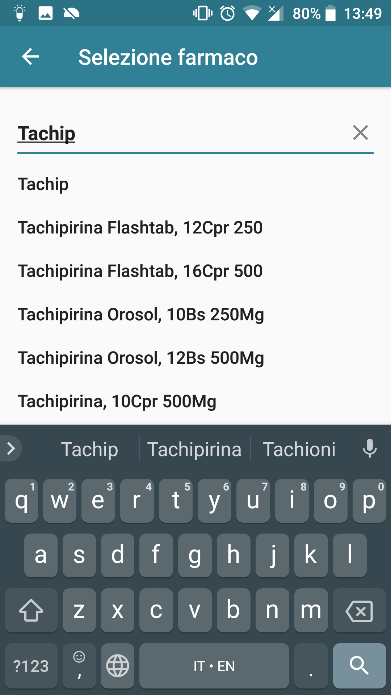 80% 13:49
Selezione farmaco
Tachip
Tachip
Tachipirina Flashtab, 12Cpr 250
Tachipirina Flashtab, 16Cpr 500
Tachipirina Orosol, 10Bs 250Mg
Tachipirina Orosol, 12Bs 500Mg
Tachipirina, 10Cpr 500Mg
Tachip Tachipirina Tachioni
1 2 3 4 5 6 7 8 9 0
q w e r t y u i o p
a s d f g h j k l
z x c v b n m
?123 , IT • EN .